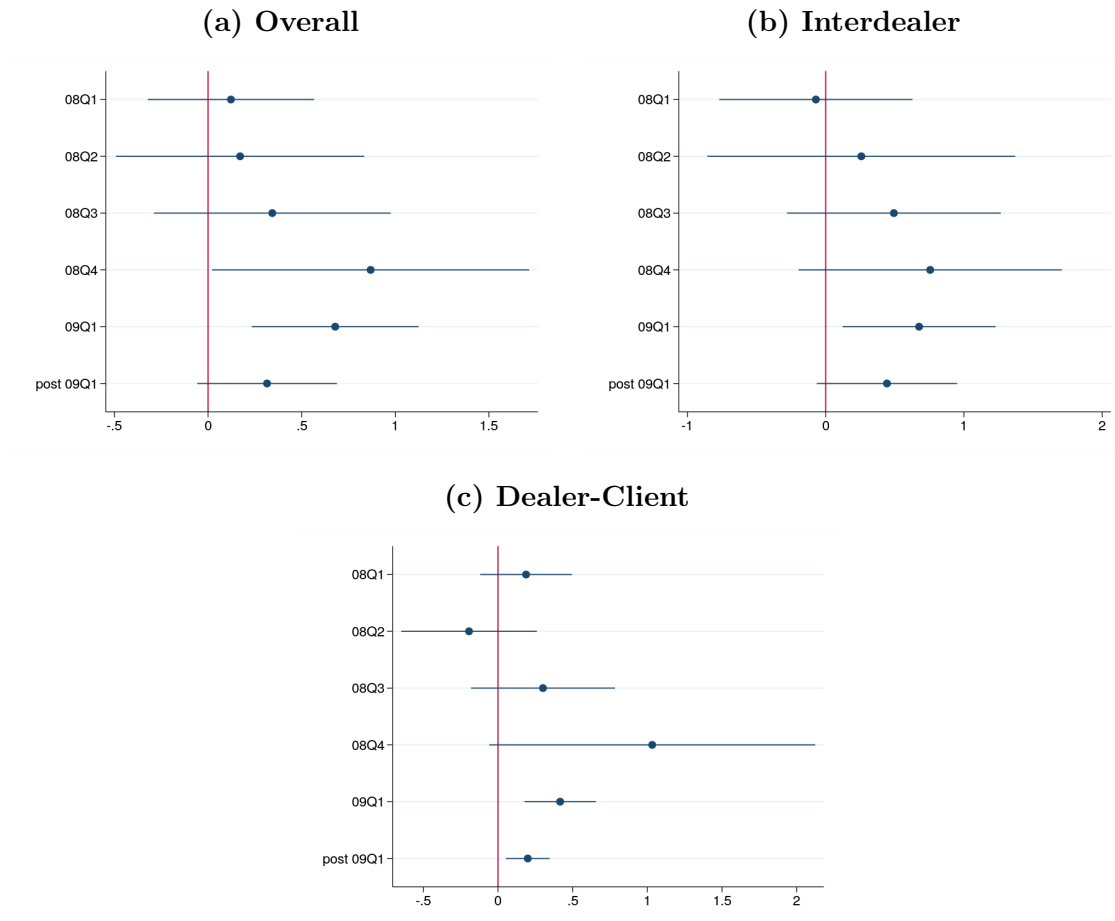 (a) Overall
08Q1
08Q2
08Q3
08Q4
09Q1
post 09Q1
-.5 0 .5 1 1.5
(b) Interdealer
08Q1
08Q2
08Q3
08Q4
09Q1
post 09Q1
-1 0 1 2
(c) Dealer-Client
08Q1
08Q2
08Q3
08Q4
09Q1
post 09Q1
-.5 0 .5 1 1.5 2